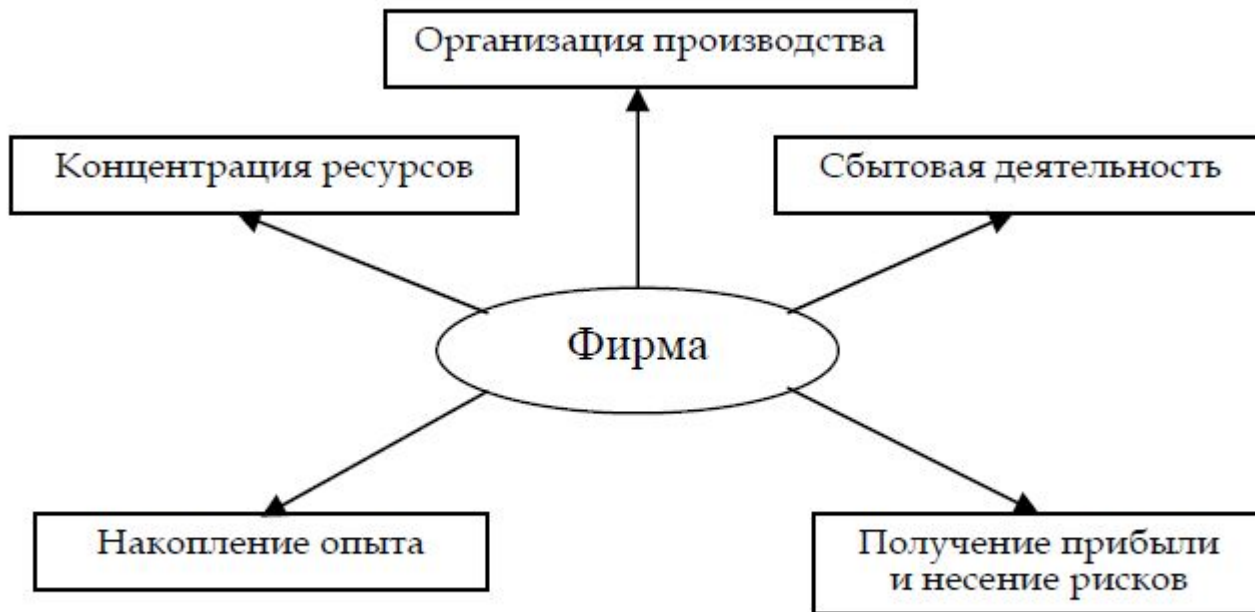 Организация производства
Концентрация ресурсов
Сбытовая деятельность
Фирма
Накопление опыта
Получение прибыли
и несение рисков